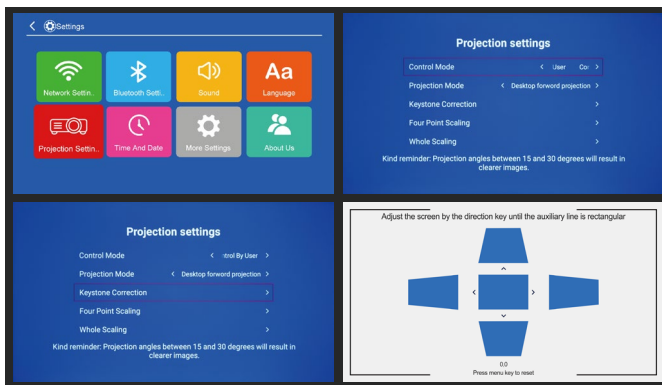 Settings
Network Settin..
Bluetooth Setti..
Sound
Aa
Language
Projection Settin..
Time And Date
More Settings
About Us
Projection settings
Control Mode < User Cor >
Projection Mode < Desktop forword projection >
Keystone Correction >
Four Point Scaling >
Whole Scaling >
Kind reminder: Projection angles between 15 and 30 degrees will result in
clearer images.
Projection settings
Control Mode < ntrol By User >
Projection Mode < Desktop forword projection >
Keystone Correction >
Four Point Scaling >
Whole Scaling >
Kind reminder: Projection angles between 15 and 30 degrees will result in
clearer images.
Adjust the screen by the direction key until the auxiliary line is rectangular
0,0
Press menu key to reset